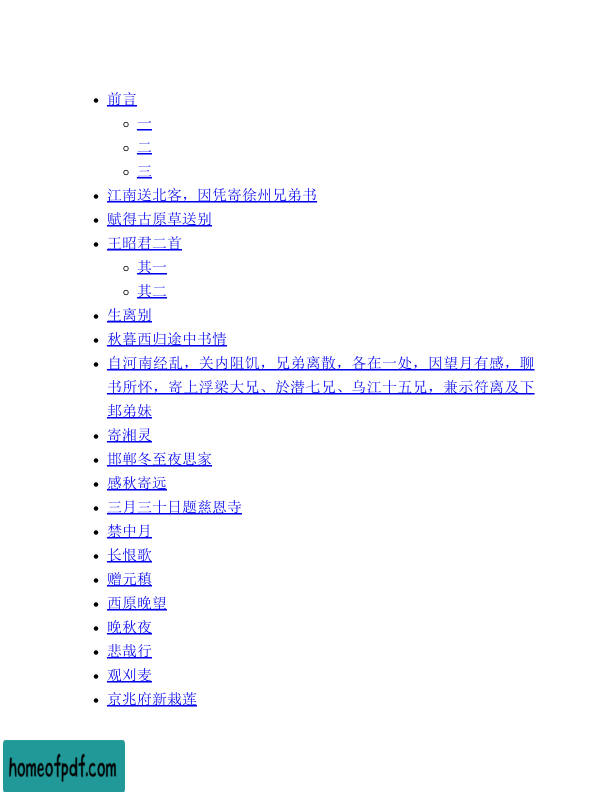 前言
一
二
三
江南送北客，因凭寄徐州兄弟书
赋得古原草送别
王昭君二首
其一
其二
生离别
秋暮西归途中书情
自河南经乱，关内阻饥，兄弟离散，各在一处，因望月有感，聊
书所怀，寄上浮梁大兄、於潜七兄、乌江十五兄，兼示符离及下
邽弟妹
寄湘灵
邯郸冬至夜思家
感秋寄远
三月三十日题慈恩寺
禁中月
长恨歌
赠元稹
西原晚望
晚秋夜
悲哉行
观刈麦
京兆府新栽莲
homeofpdf.com